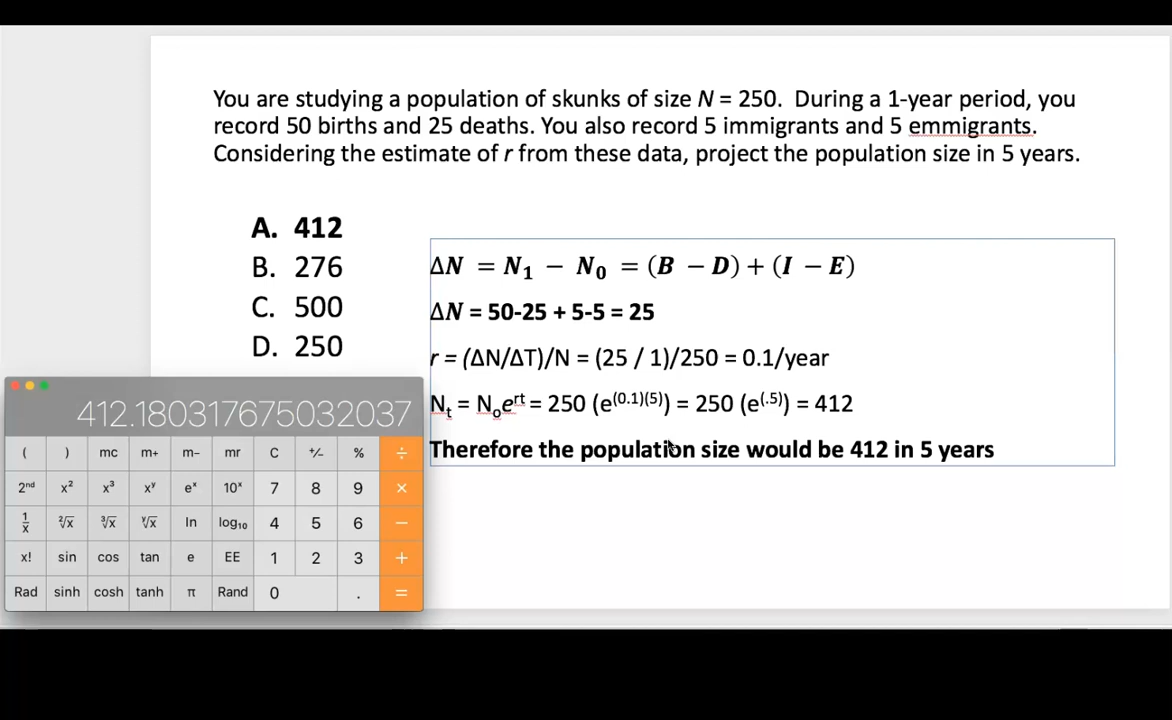 You are studying a population of skunks of size N = 250. During a 1-year period, you
record 50 births and 25 deaths. You also record 5 immigrants and 5 emmigrants.
Considering the estimate of r from these data, project the population size in 5 years.
A. 412
B. 276
C. 500
D. 250
ΔN = N₁ − N₀ = (B − D) + (I − E)
ΔN = 50-25 + 5-5 = 25
r = (ΔN/ΔT)/N = (25 / 1)/250 = 0.1/year
Nₜ = Nₒeʳᵗ = 250 (e⁽⁰·¹⁾⁽⁵⁾) = 250 (e⁽·⁵⁾) = 412
Therefore the population size would be 412 in 5 years
412.180317675032037
( ) mc m+ m- mr C +/- % ÷
2nd x² x³ xʸ eˣ 10ˣ 7 8 9 ×
1/x ²√x ³√x ʸ√x ln log₁₀ 4 5 6 −
x! sin cos tan e EE 1 2 3 +
Rad sinh cosh tanh π Rand 0 . =